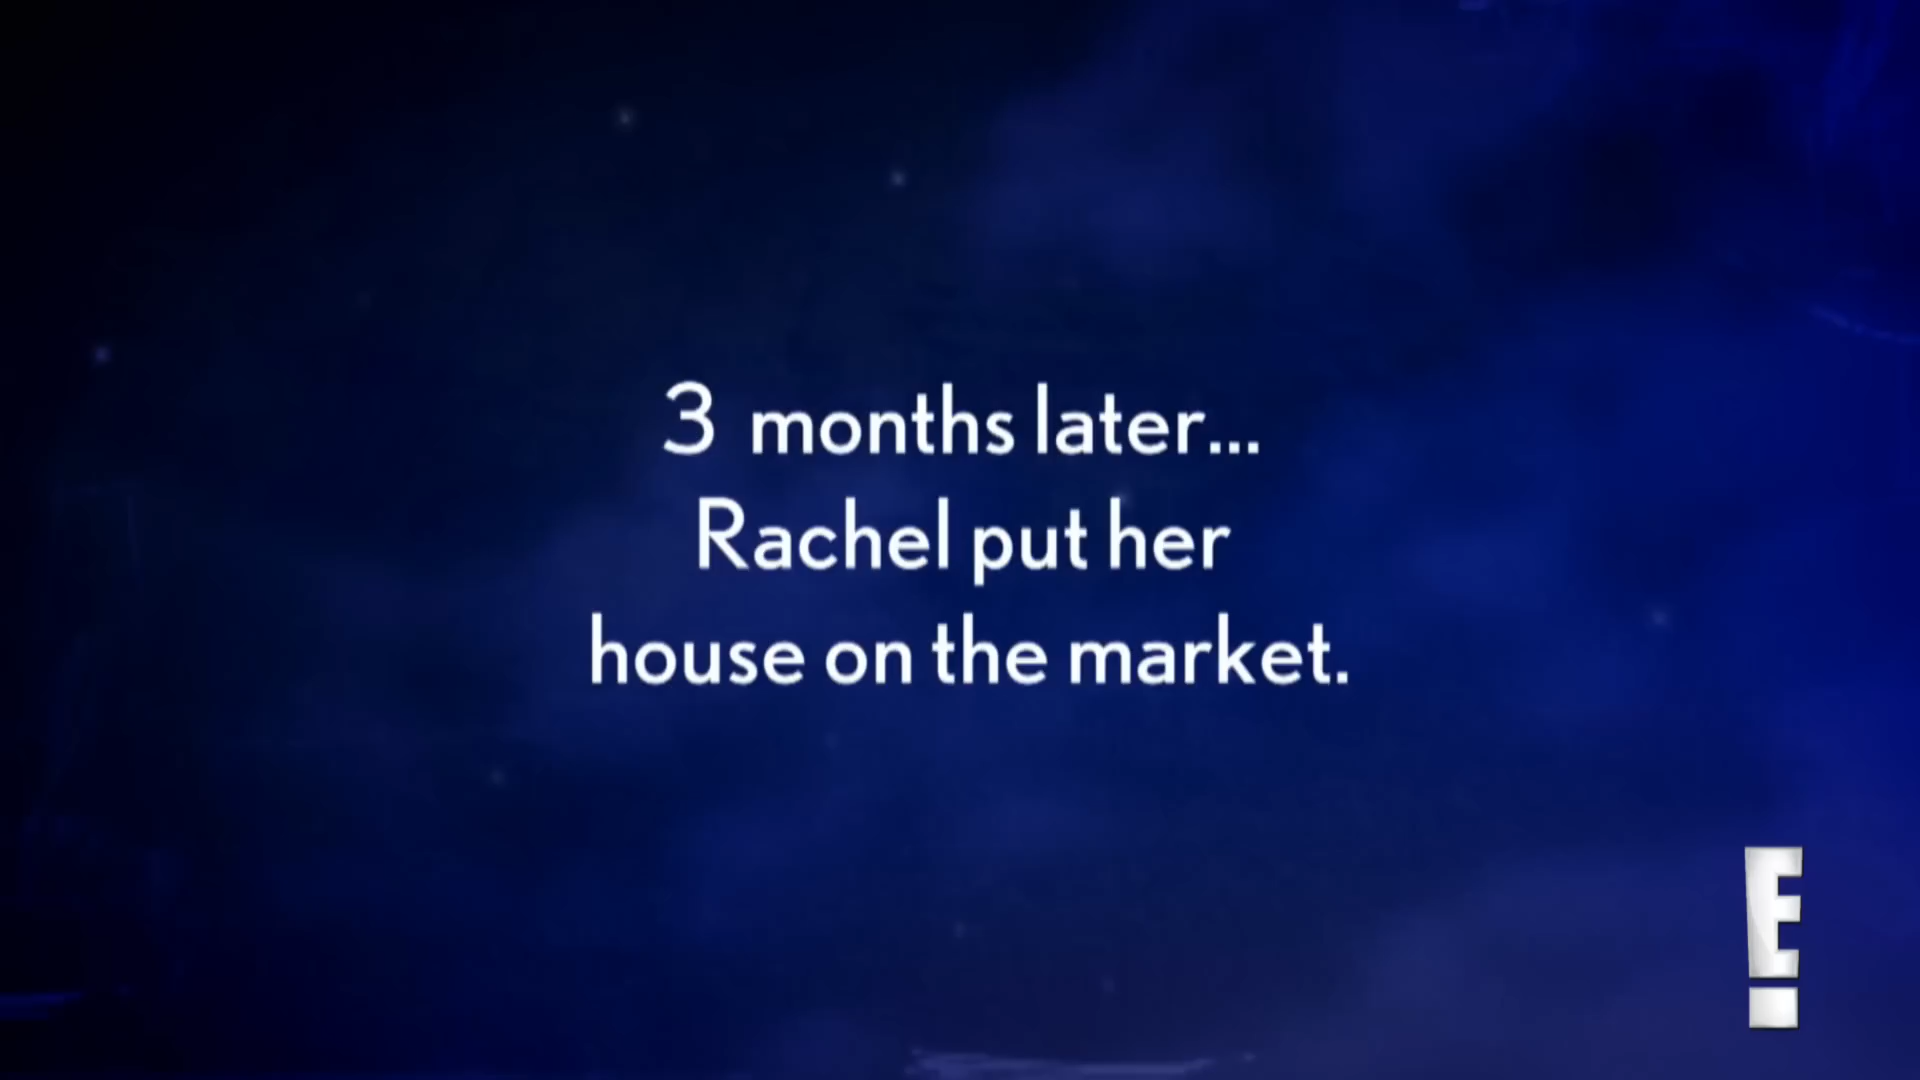 3 months later...
Rachel put her
house on the market.
E!